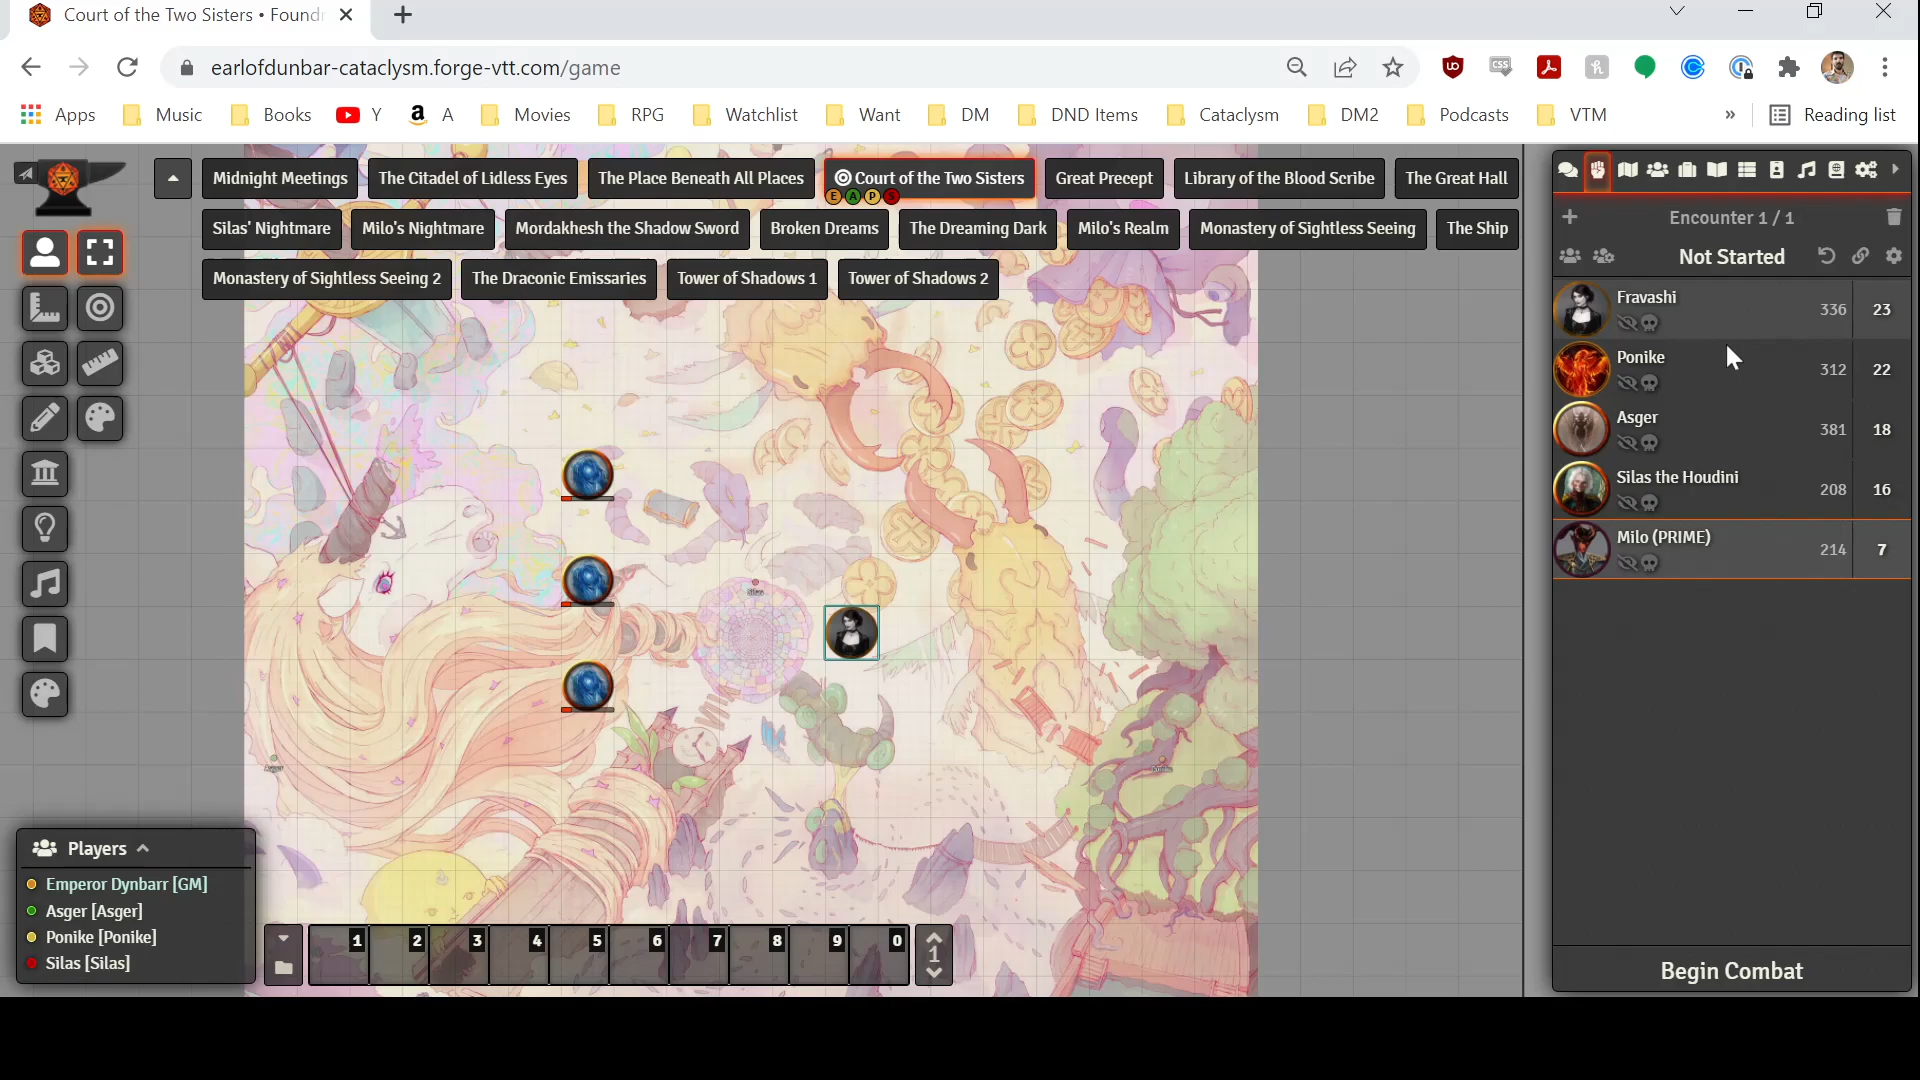 Court of the Two Sisters • Foundr
earlofdunbar-cataclysm.forge-vtt.com/game
Apps Music Books Y A Movies RPG Watchlist Want DM DND Items Cataclysm DM2 Podcasts VTM » Reading list
Midnight Meetings The Citadel of Lidless Eyes The Place Beneath All Places Court of the Two Sisters Great Precept Library of the Blood Scribe The Great Hall
E A P S
Silas' Nightmare Milo's Nightmare Mordakhesh the Shadow Sword Broken Dreams The Dreaming Dark Milo's Realm Monastery of Sightless Seeing The Ship
Monastery of Sightless Seeing 2 The Draconic Emissaries Tower of Shadows 1 Tower of Shadows 2
Encounter 1 / 1
Not Started
Fravashi 336 23
Ponike 312 22
Asger 381 18
Silas the Houdini 208 16
Milo (PRIME) 214 7
Begin Combat
Silas
Asger
Ponike
Players
Emperor Dynbarr [GM]
Asger [Asger]
Ponike [Ponike]
Silas [Silas]
1 2 3 4 5 6 7 8 9 0
1